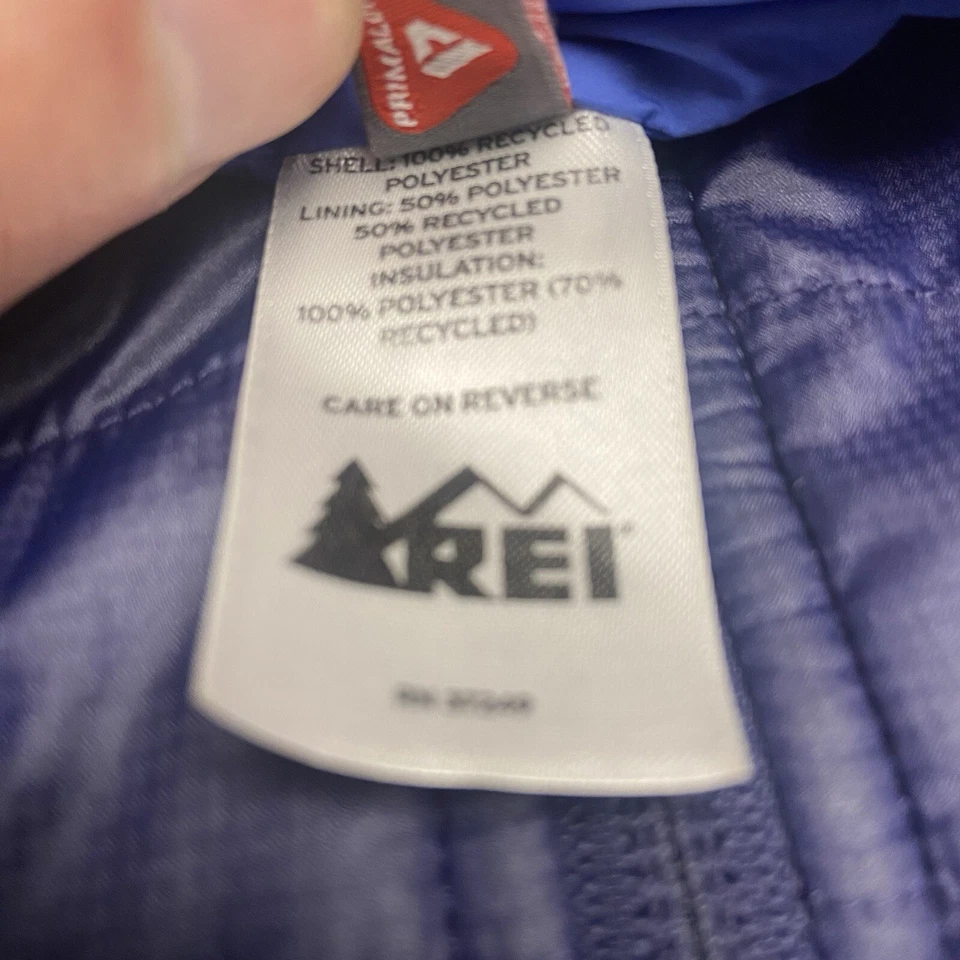 PRIMALO
SHELL: 100% RECYCLED
POLYESTER
LINING: 50% POLYESTER
50% RECYCLED
POLYESTER
INSULATION:
100% POLYESTER (70%
RECYCLED)
CARE ON REVERSE
REI